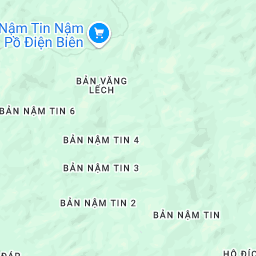 Nậm Tin Nậm
Pồ Điện Biên
BẢN VĂNG
LẾCH
BẢN NẬM TIN 6
BẢN NẬM TIN 4
BẢN NẬM TIN 3
BẢN NẬM TIN 2
BẢN NẬM TIN